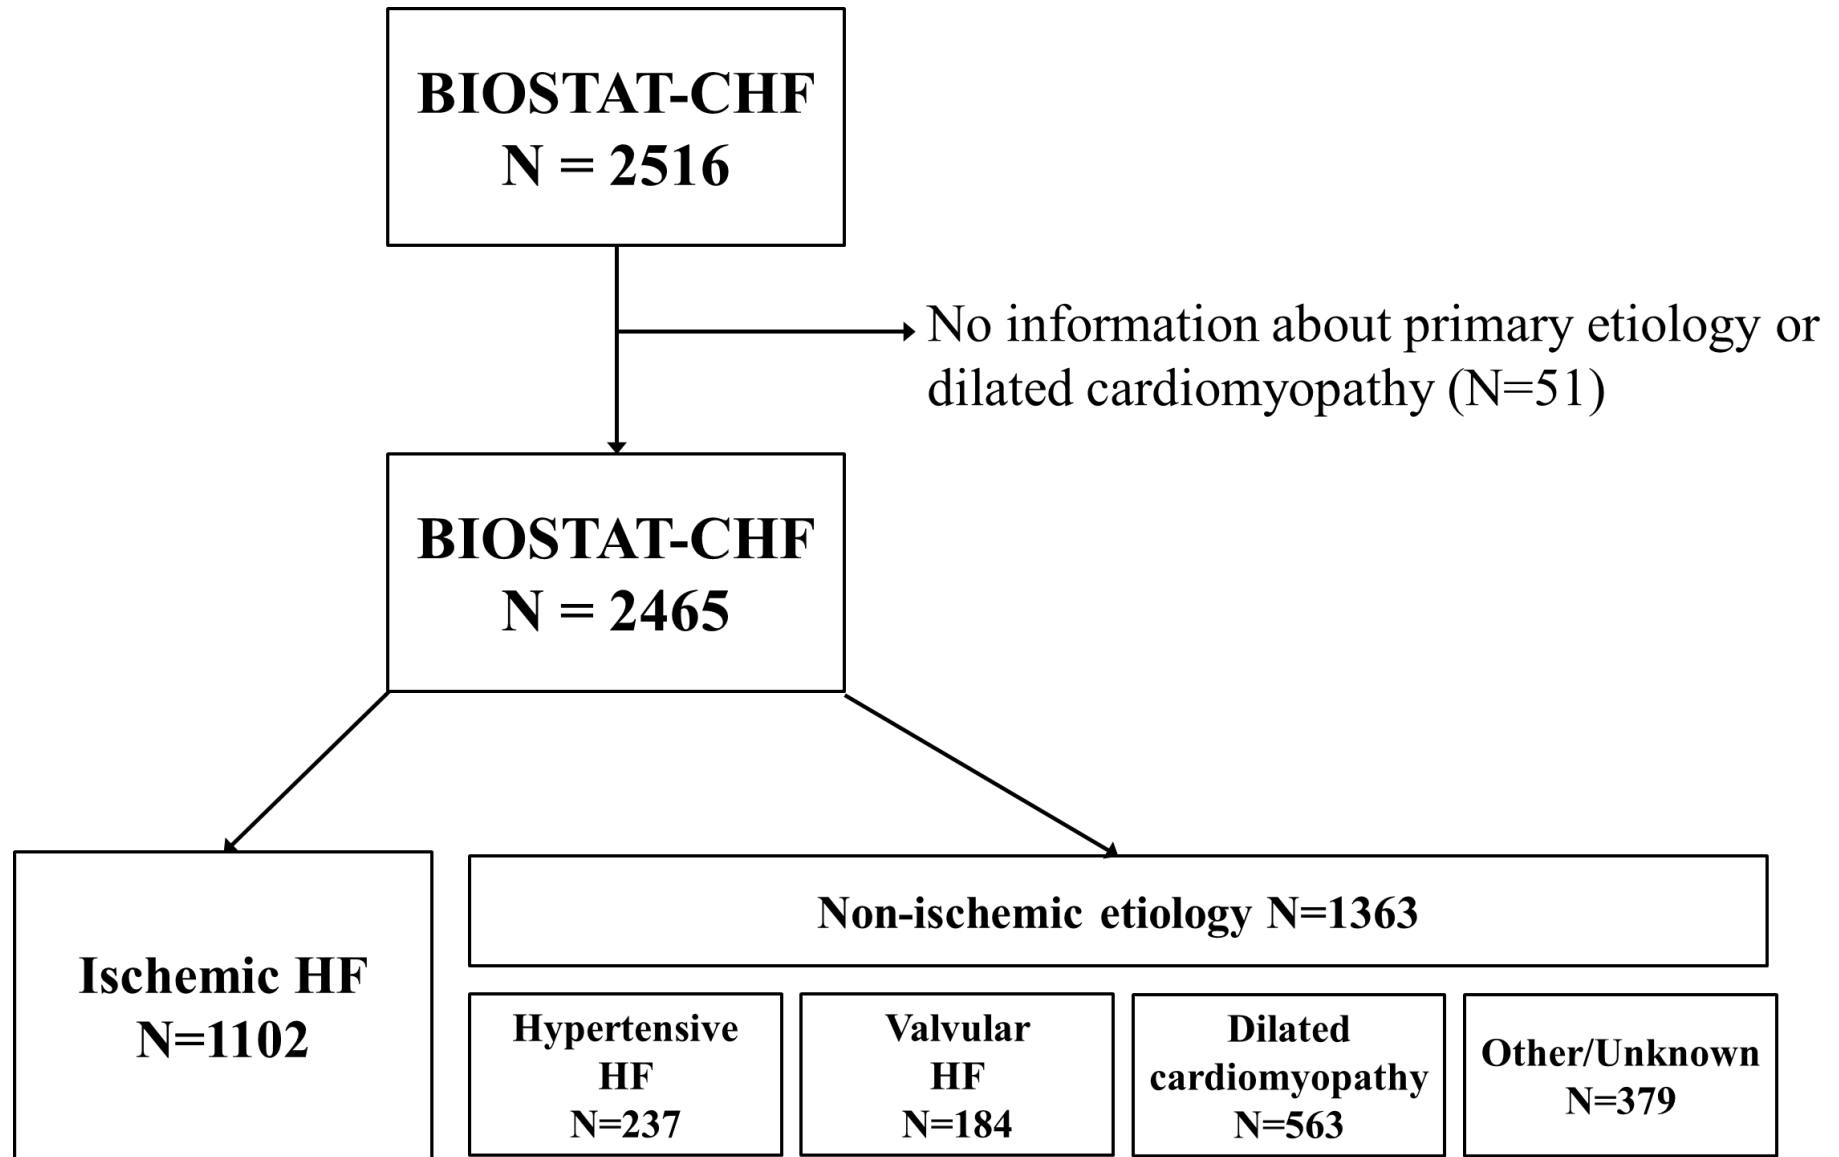 BIOSTAT-CHF
N = 2516
No information about primary etiology or
dilated cardiomyopathy (N=51)
BIOSTAT-CHF
N = 2465
Ischemic HF
N=1102
Non-ischemic etiology N=1363
Hypertensive
HF
N=237
Valvular
HF
N=184
Dilated
cardiomyopathy
N=563
Other/Unknown
N=379